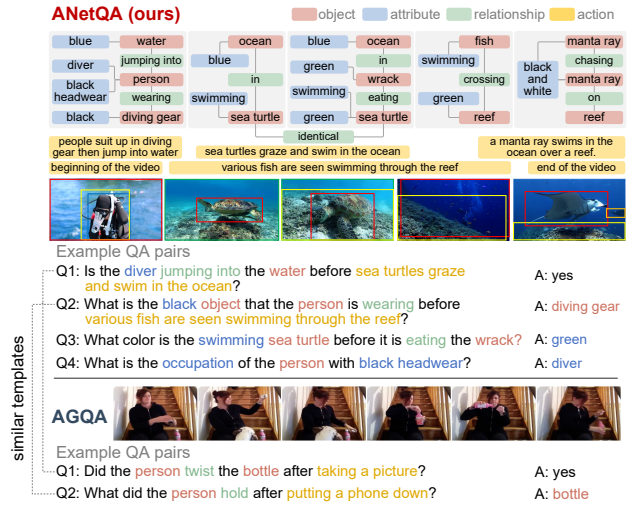 ANetQA (ours)
object attribute relationship action
blue water ocean blue ocean fish manta ray
jumping into blue in swimming chasing
diver person green wrack black and white manta ray
black headwear in crossing
wearing swimming eating green on
black diving gear sea turtle green sea turtle reef reef
identical
people suit up in diving gear then jump into water
sea turtles graze and swim in the ocean
a manta ray swims in the ocean over a reef.
beginning of the video
various fish are seen swimming through the reef
end of the video
Example QA pairs
Q1: Is the diver jumping into the water before sea turtles graze
and swim in the ocean?
A: yes
Q2: What is the black object that the person is wearing before
various fish are seen swimming through the reef?
A: diving gear
Q3: What color is the swimming sea turtle before it is eating the wrack?
A: green
Q4: What is the occupation of the person with black headwear?
A: diver
similar templates
AGQA
Example QA pairs
Q1: Did the person twist the bottle after taking a picture?
A: yes
Q2: What did the person hold after putting a phone down?
A: bottle